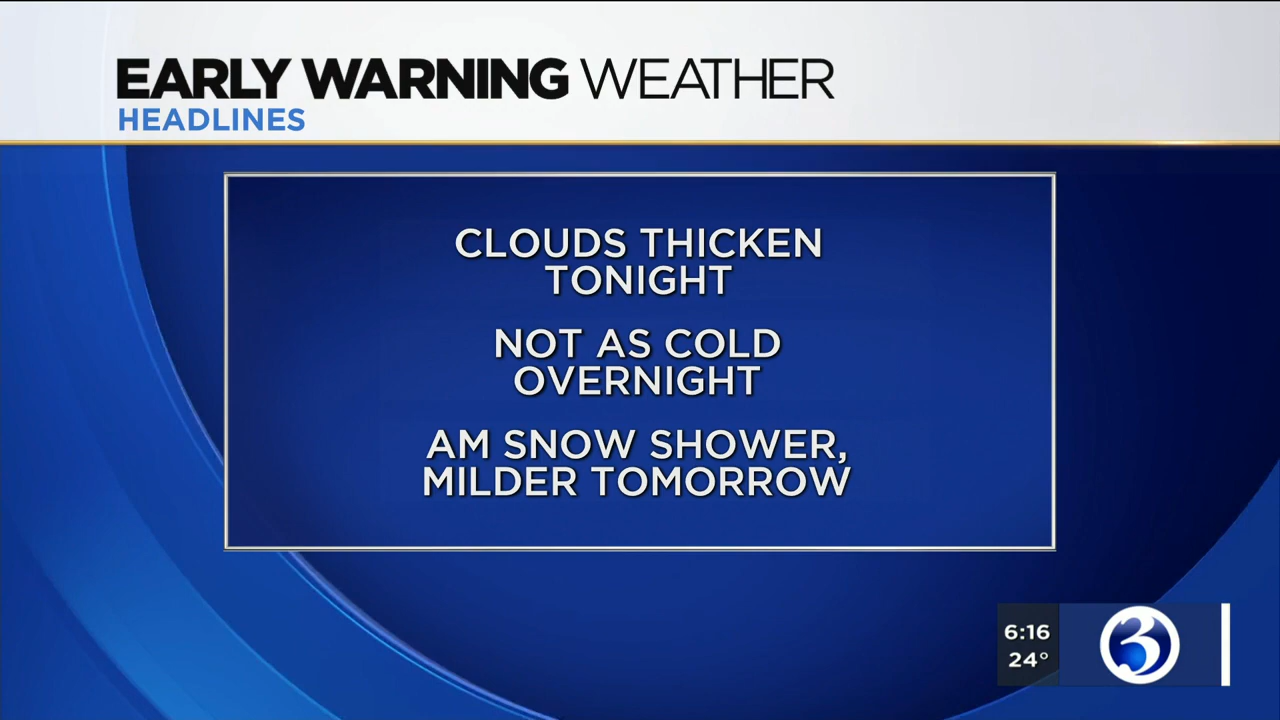 EARLY WARNING WEATHER
HEADLINES
CLOUDS THICKEN
TONIGHT
NOT AS COLD
OVERNIGHT
AM SNOW SHOWER,
MILDER TOMORROW
6:16
24°
3